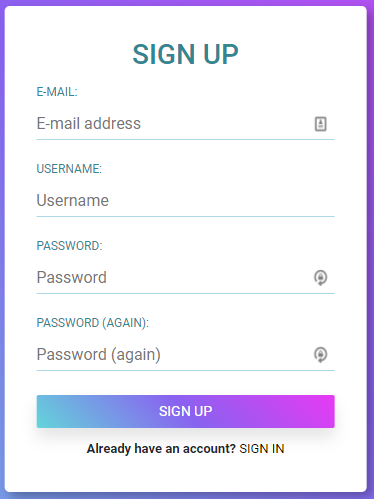 SIGN UP
E-MAIL:
E-mail address
USERNAME:
Username
PASSWORD:
Password
PASSWORD (AGAIN):
Password (again)
SIGN UP
Already have an account? SIGN IN